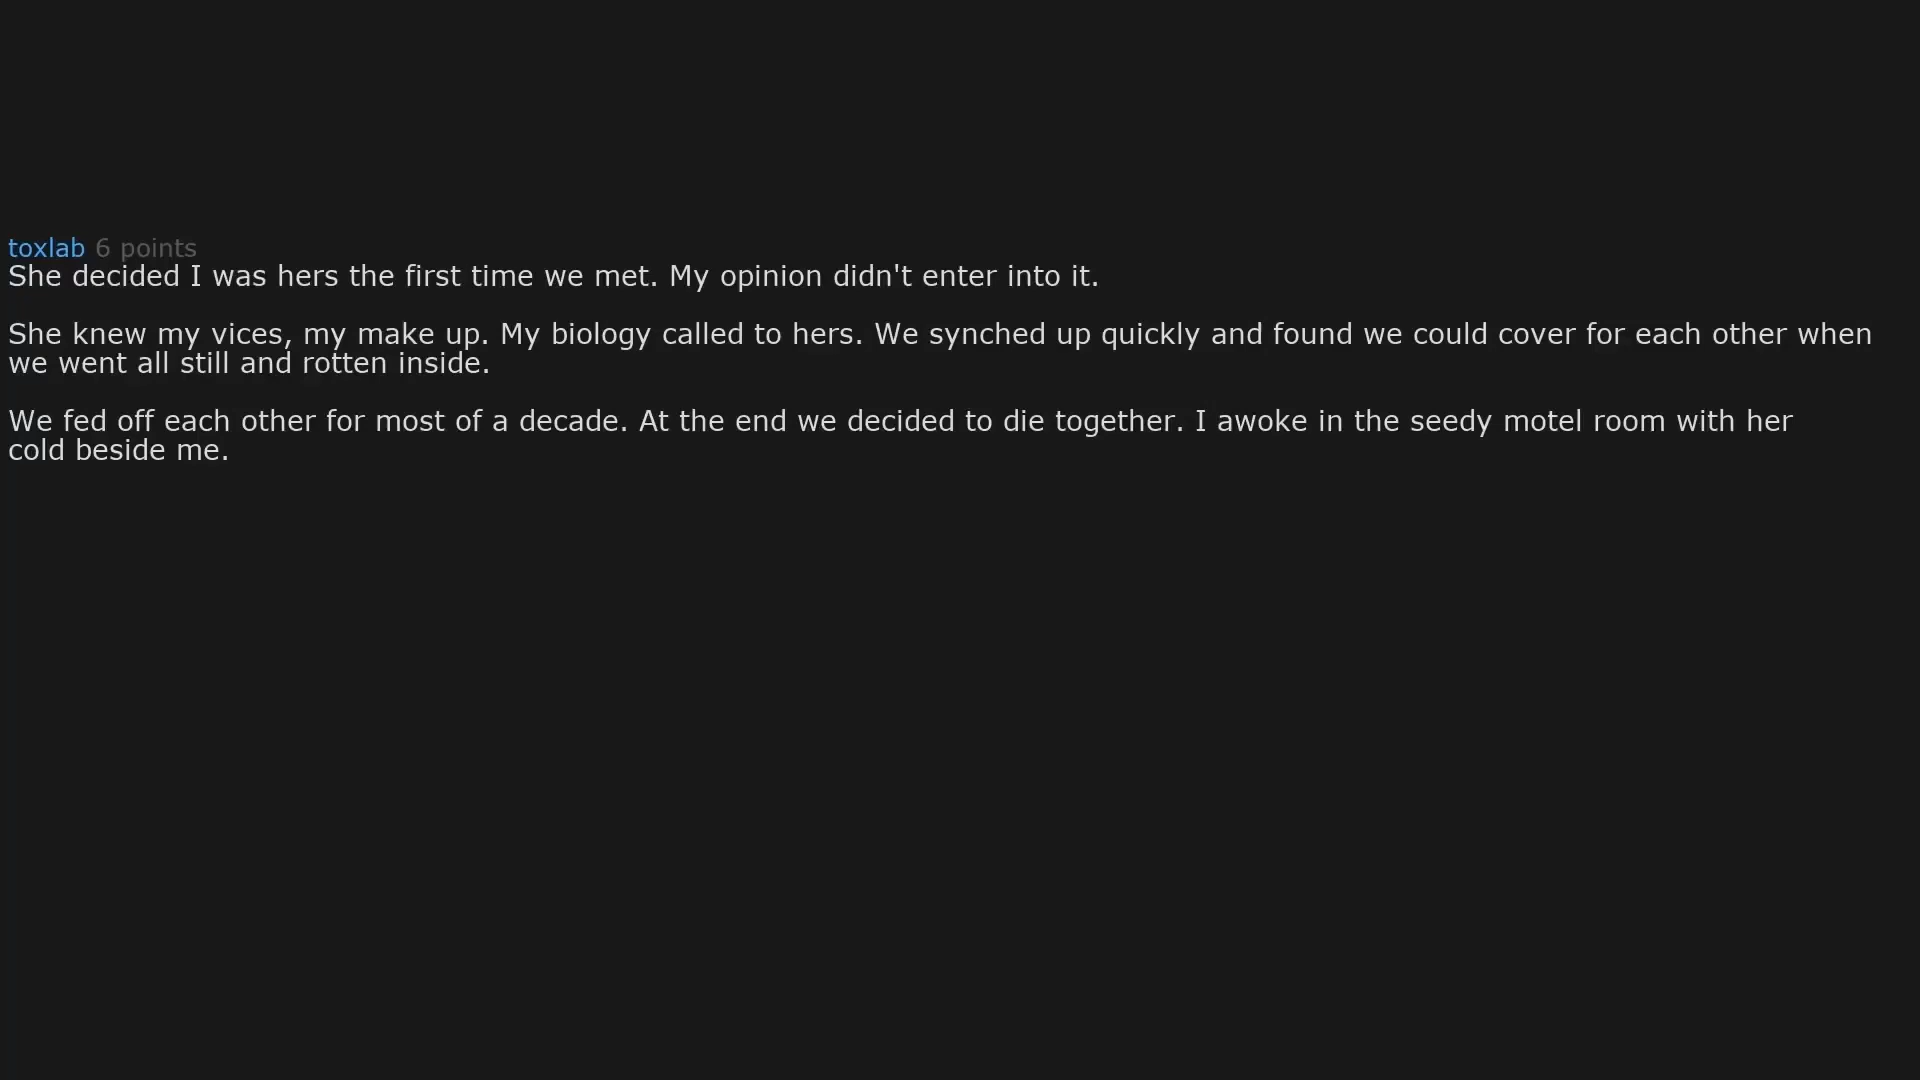 toxlab 6 points
She decided I was hers the first time we met. My opinion didn't enter into it.
She knew my vices, my make up. My biology called to hers. We synched up quickly and found we could cover for each other when
we went all still and rotten inside.
We fed off each other for most of a decade. At the end we decided to die together. I awoke in the seedy motel room with her
cold beside me.